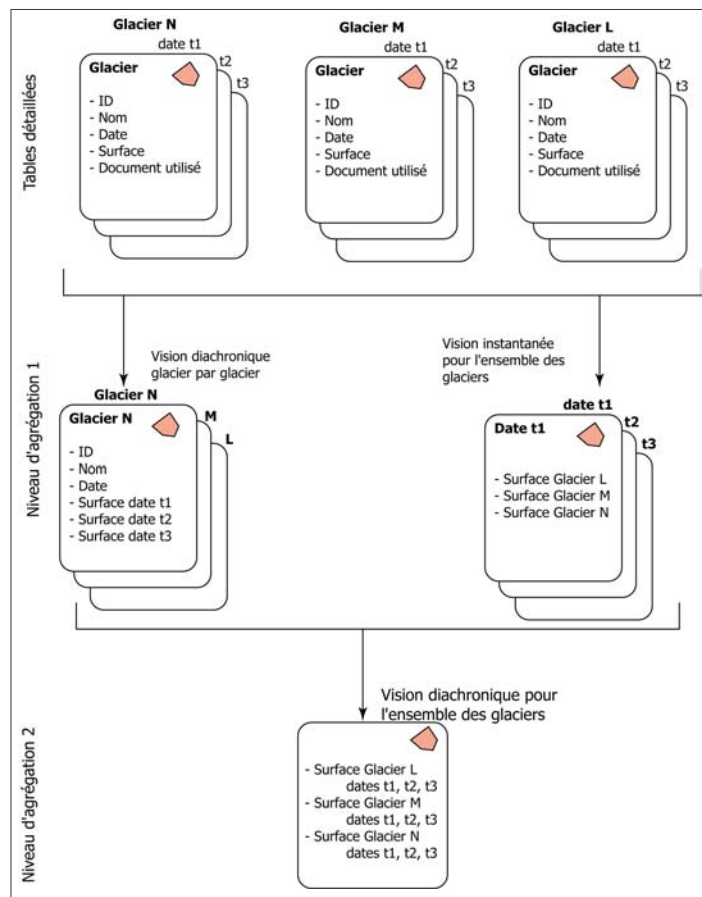 Glacier N
date t1
t2
t3
Glacier
- ID
- Nom
- Date
- Surface
- Document utilisé
Glacier M
date t1
t2
t3
Glacier
- ID
- Nom
- Date
- Surface
- Document utilisé
Glacier L
date t1
t2
t3
Glacier
- ID
- Nom
- Date
- Surface
- Document utilisé
Tables détaillées
Vision diachronique
glacier par glacier
Vision instantanée
pour l'ensemble des
glaciers
Niveau d'agrégation 1
Glacier N
M
L
Glacier N
- ID
- Nom
- Date
- Surface date t1
- Surface date t2
- Surface date t3
date t1
t2
t3
Date t1
- Surface Glacier L
- Surface Glacier M
- Surface Glacier N
Vision diachronique pour
l'ensemble des glaciers
Niveau d'agrégation 2
- Surface Glacier L
dates t1, t2, t3
- Surface Glacier M
dates t1, t2, t3
- Surface Glacier N
dates t1, t2, t3